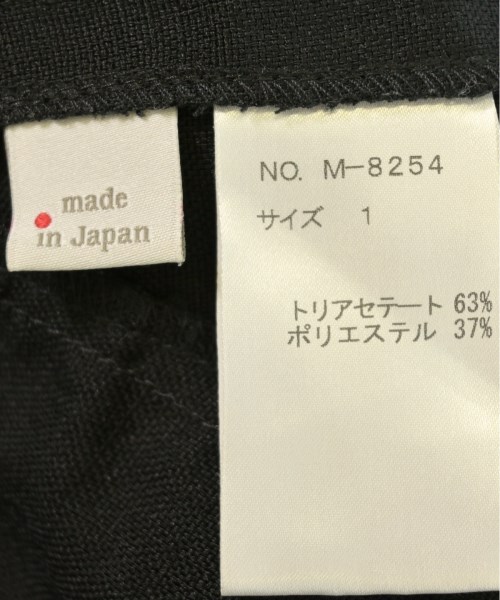 made
in Japan
NO. M-8254
サイズ 1
トリアセテート 63%
ポリエステル 37%